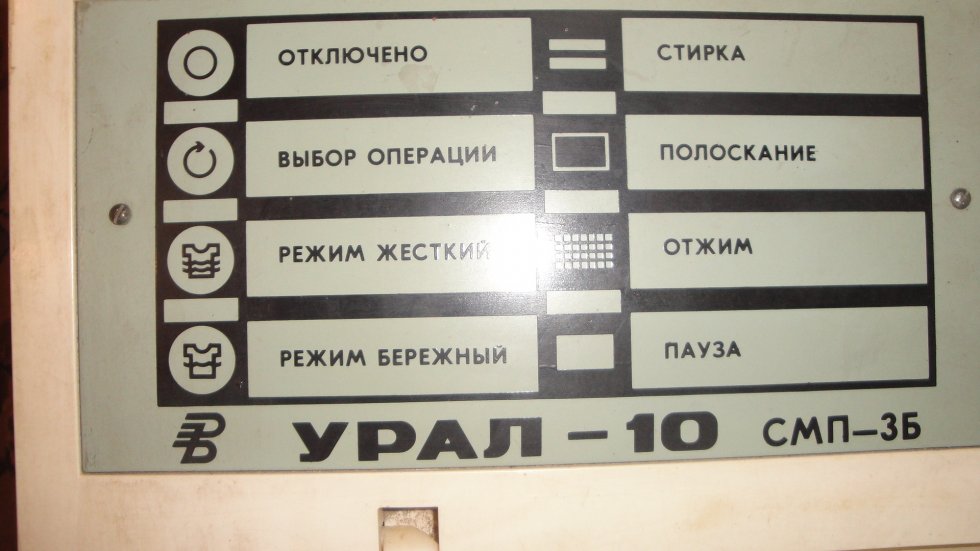 ОТКЛЮЧЕНО
СТИРКА
ВЫБОР ОПЕРАЦИИ
ПОЛОСКАНИЕ
РЕЖИМ ЖЕСТКИЙ
ОТЖИМ
РЕЖИМ БЕРЕЖНЫЙ
ПАУЗА
УРАЛ-10 СМП-3Б